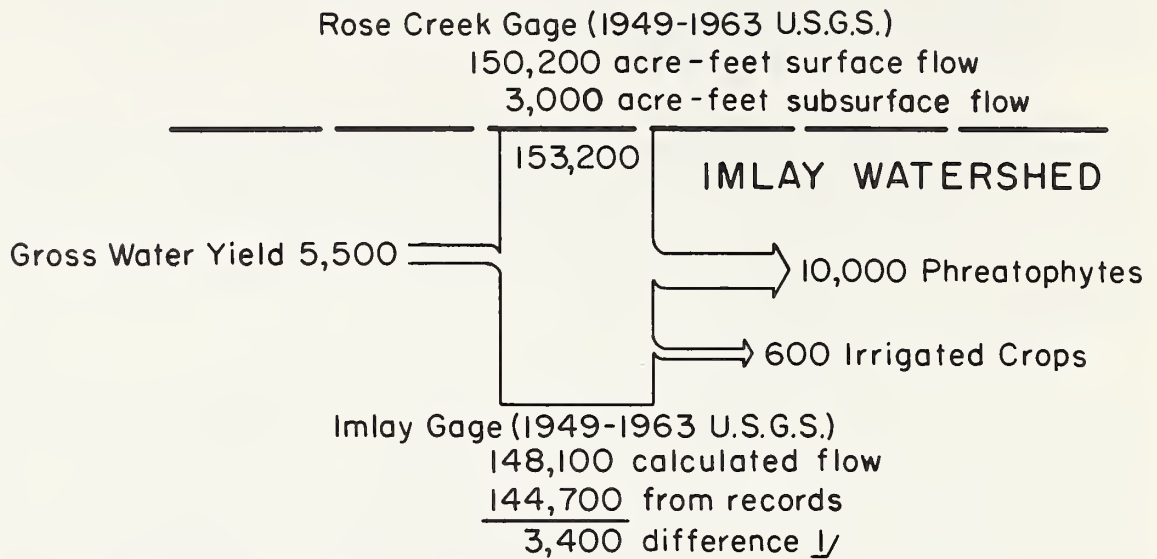 Rose Creek Gage (1949-1963 U.S.G.S.)
150,200 acre-feet surface flow
3,000 acre-feet subsurface flow
153,200
IMLAY WATERSHED
Gross Water Yield 5,500
10,000 Phreatophytes
600 Irrigated Crops
Imlay Gage (1949-1963 U.S.G.S.)
148,100 calculated flow
144,700 from records
3,400 difference 1/